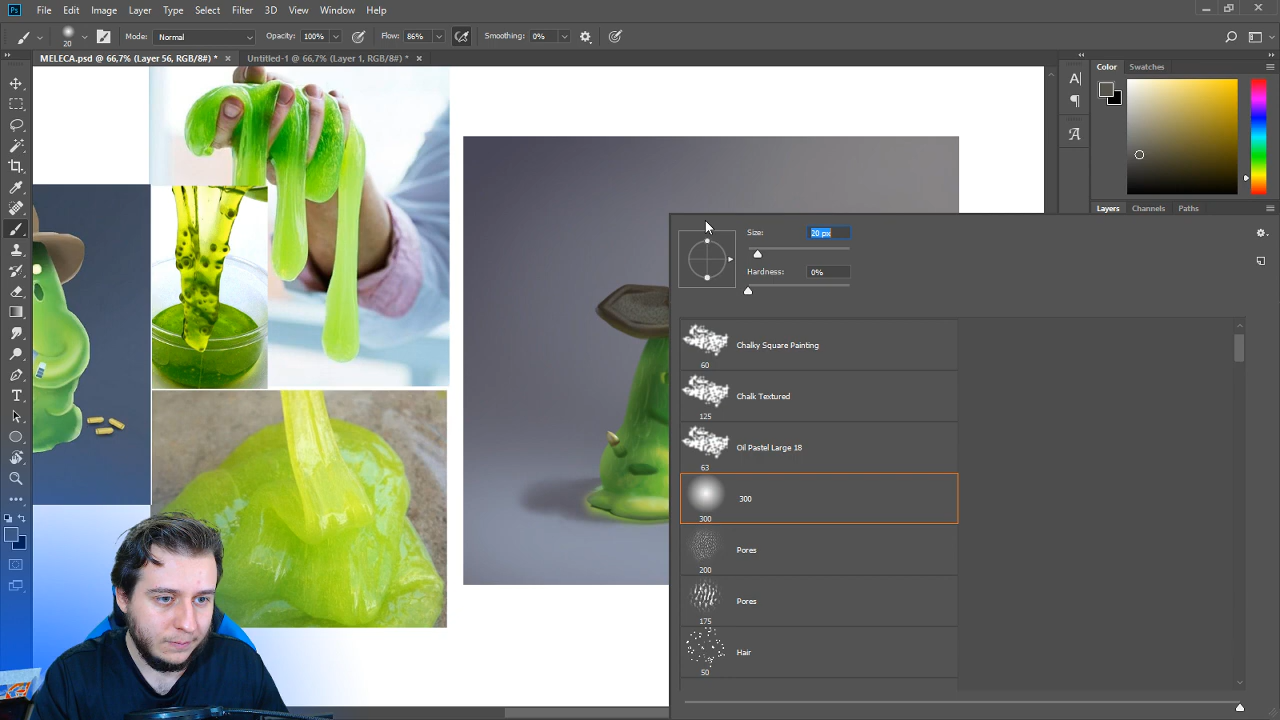 Ps File Edit Image Layer Type Select Filter 3D View Window Help
20 Mode: Normal Opacity: 100% Flow: 86% Smoothing: 0%
MELECA.psd @ 66,7% (Layer 56, RGB/8#) * × Untitled-1 @ 66,7% (Layer 1, RGB/8#) * ×
Color Swatches
Layers Channels Paths
Size: 20 px
Hardness: 0%
Chalky Square Painting
60
Chalk Textured
125
Oil Pastel Large 18
63
300
300
Pores
200
Pores
175
Hair
50